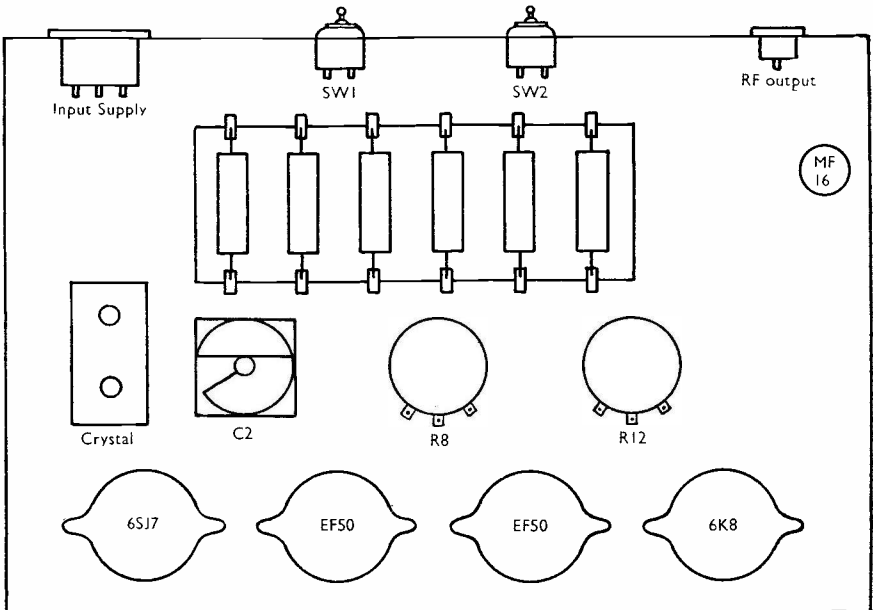 Input Supply
SW1
SW2
RF output
MF
16
Crystal
C2
R8
R12
6SJ7
EF50
EF50
6K8